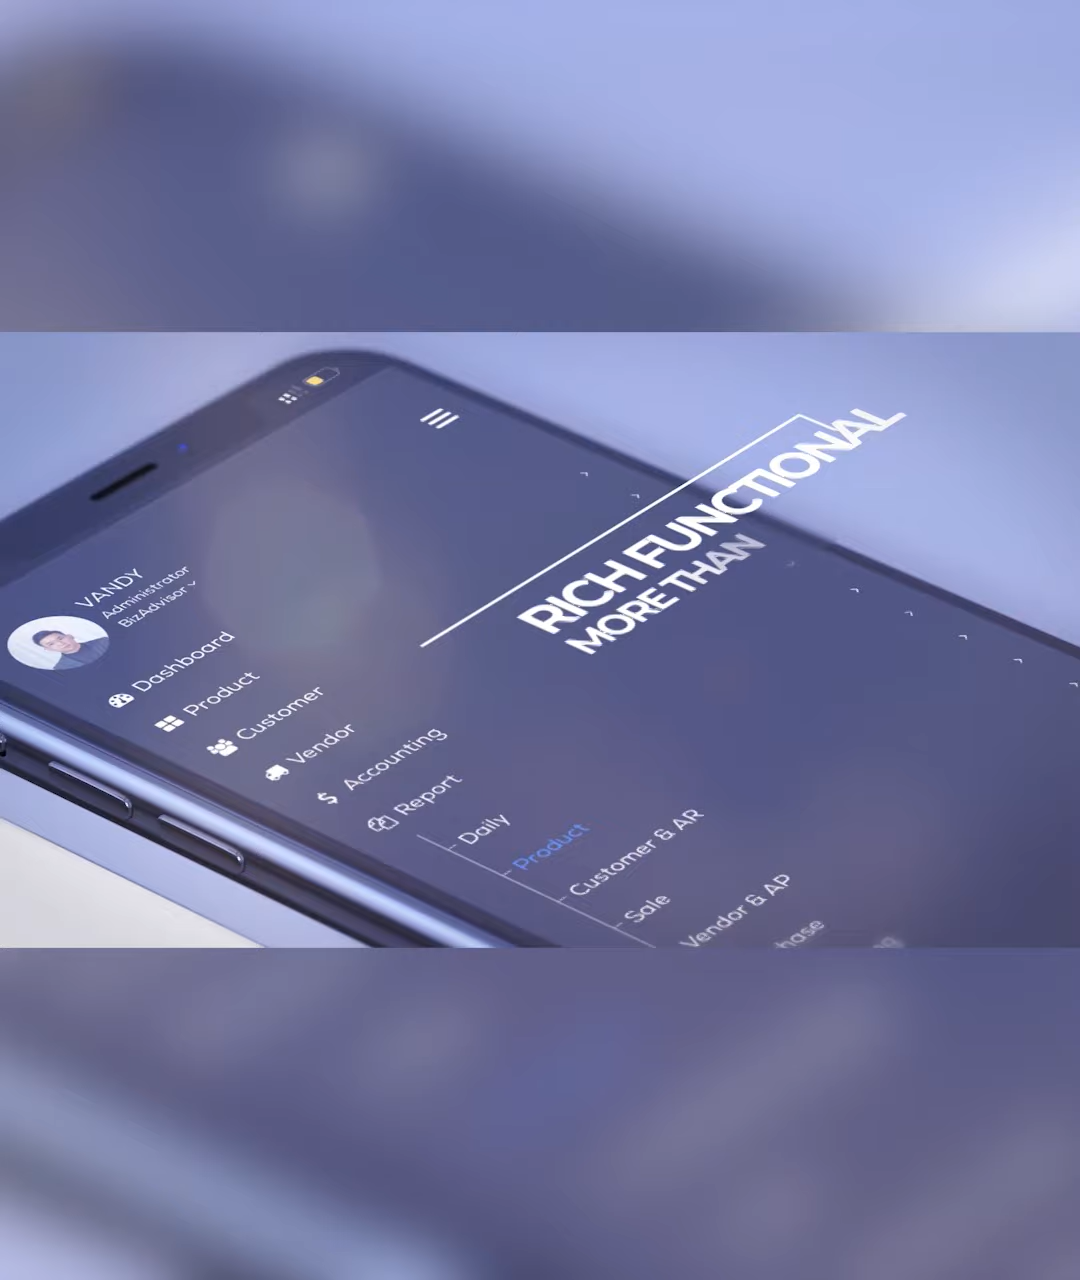 RICH FUNCTIONAL
MORE THAN
VANDY
Administrator
BizAdvisor
Dashboard
Product
Customer
Vendor
Accounting
$
Report
Daily
Product
Customer & AR
Sale
Vendor & AP